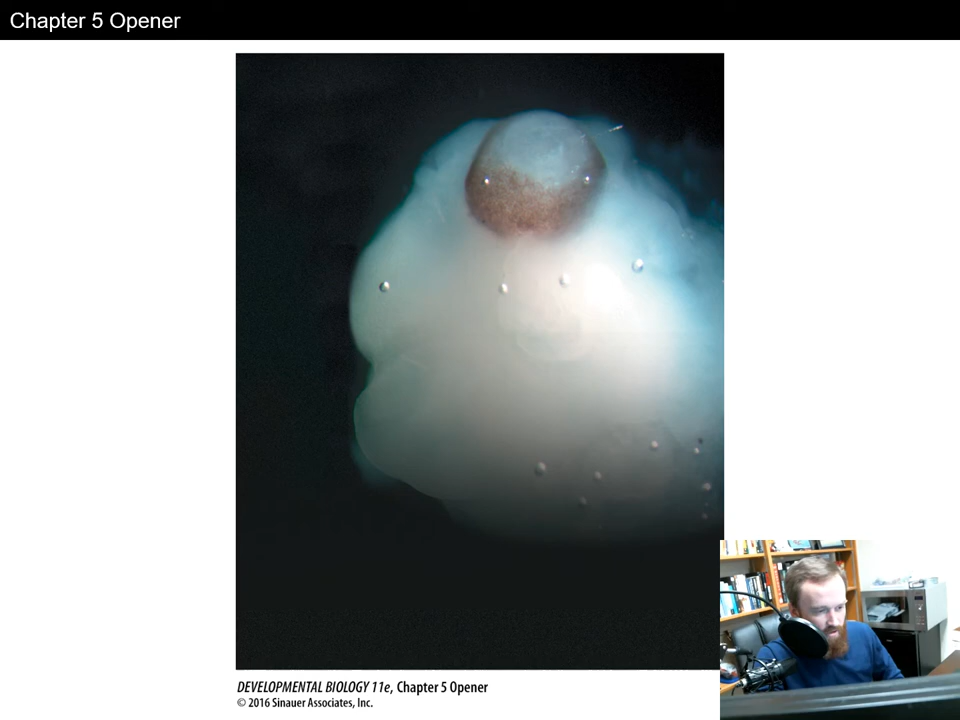 Chapter 5 Opener
DEVELOPMENTAL BIOLOGY 11e, Chapter 5 Opener
© 2016 Sinauer Associates, Inc.